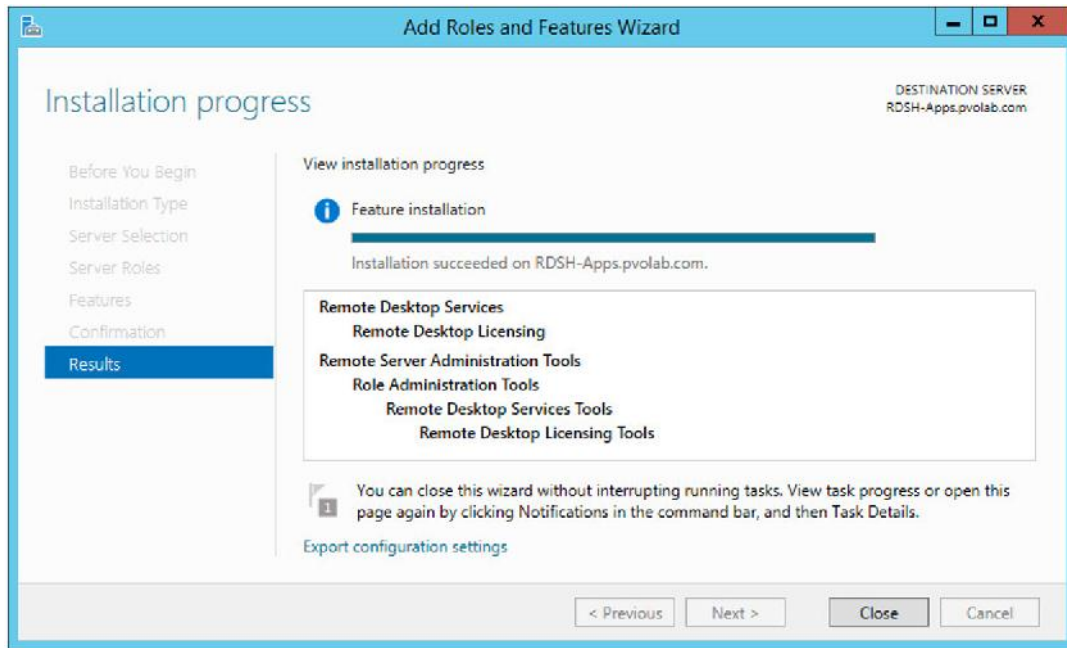 Add Roles and Features Wizard
Installation progress
DESTINATION SERVER
RDSH-Apps.pvolab.com
Before You Begin
Installation Type
Server Selection
Server Roles
Features
Confirmation
Results
View installation progress
Feature installation
Installation succeeded on RDSH-Apps.pvolab.com.
Remote Desktop Services
Remote Desktop Licensing
Remote Server Administration Tools
Role Administration Tools
Remote Desktop Services Tools
Remote Desktop Licensing Tools
1
You can close this wizard without interrupting running tasks. View task progress or open this
page again by clicking Notifications in the command bar, and then Task Details.
Export configuration settings
< Previous
Next >
Close
Cancel